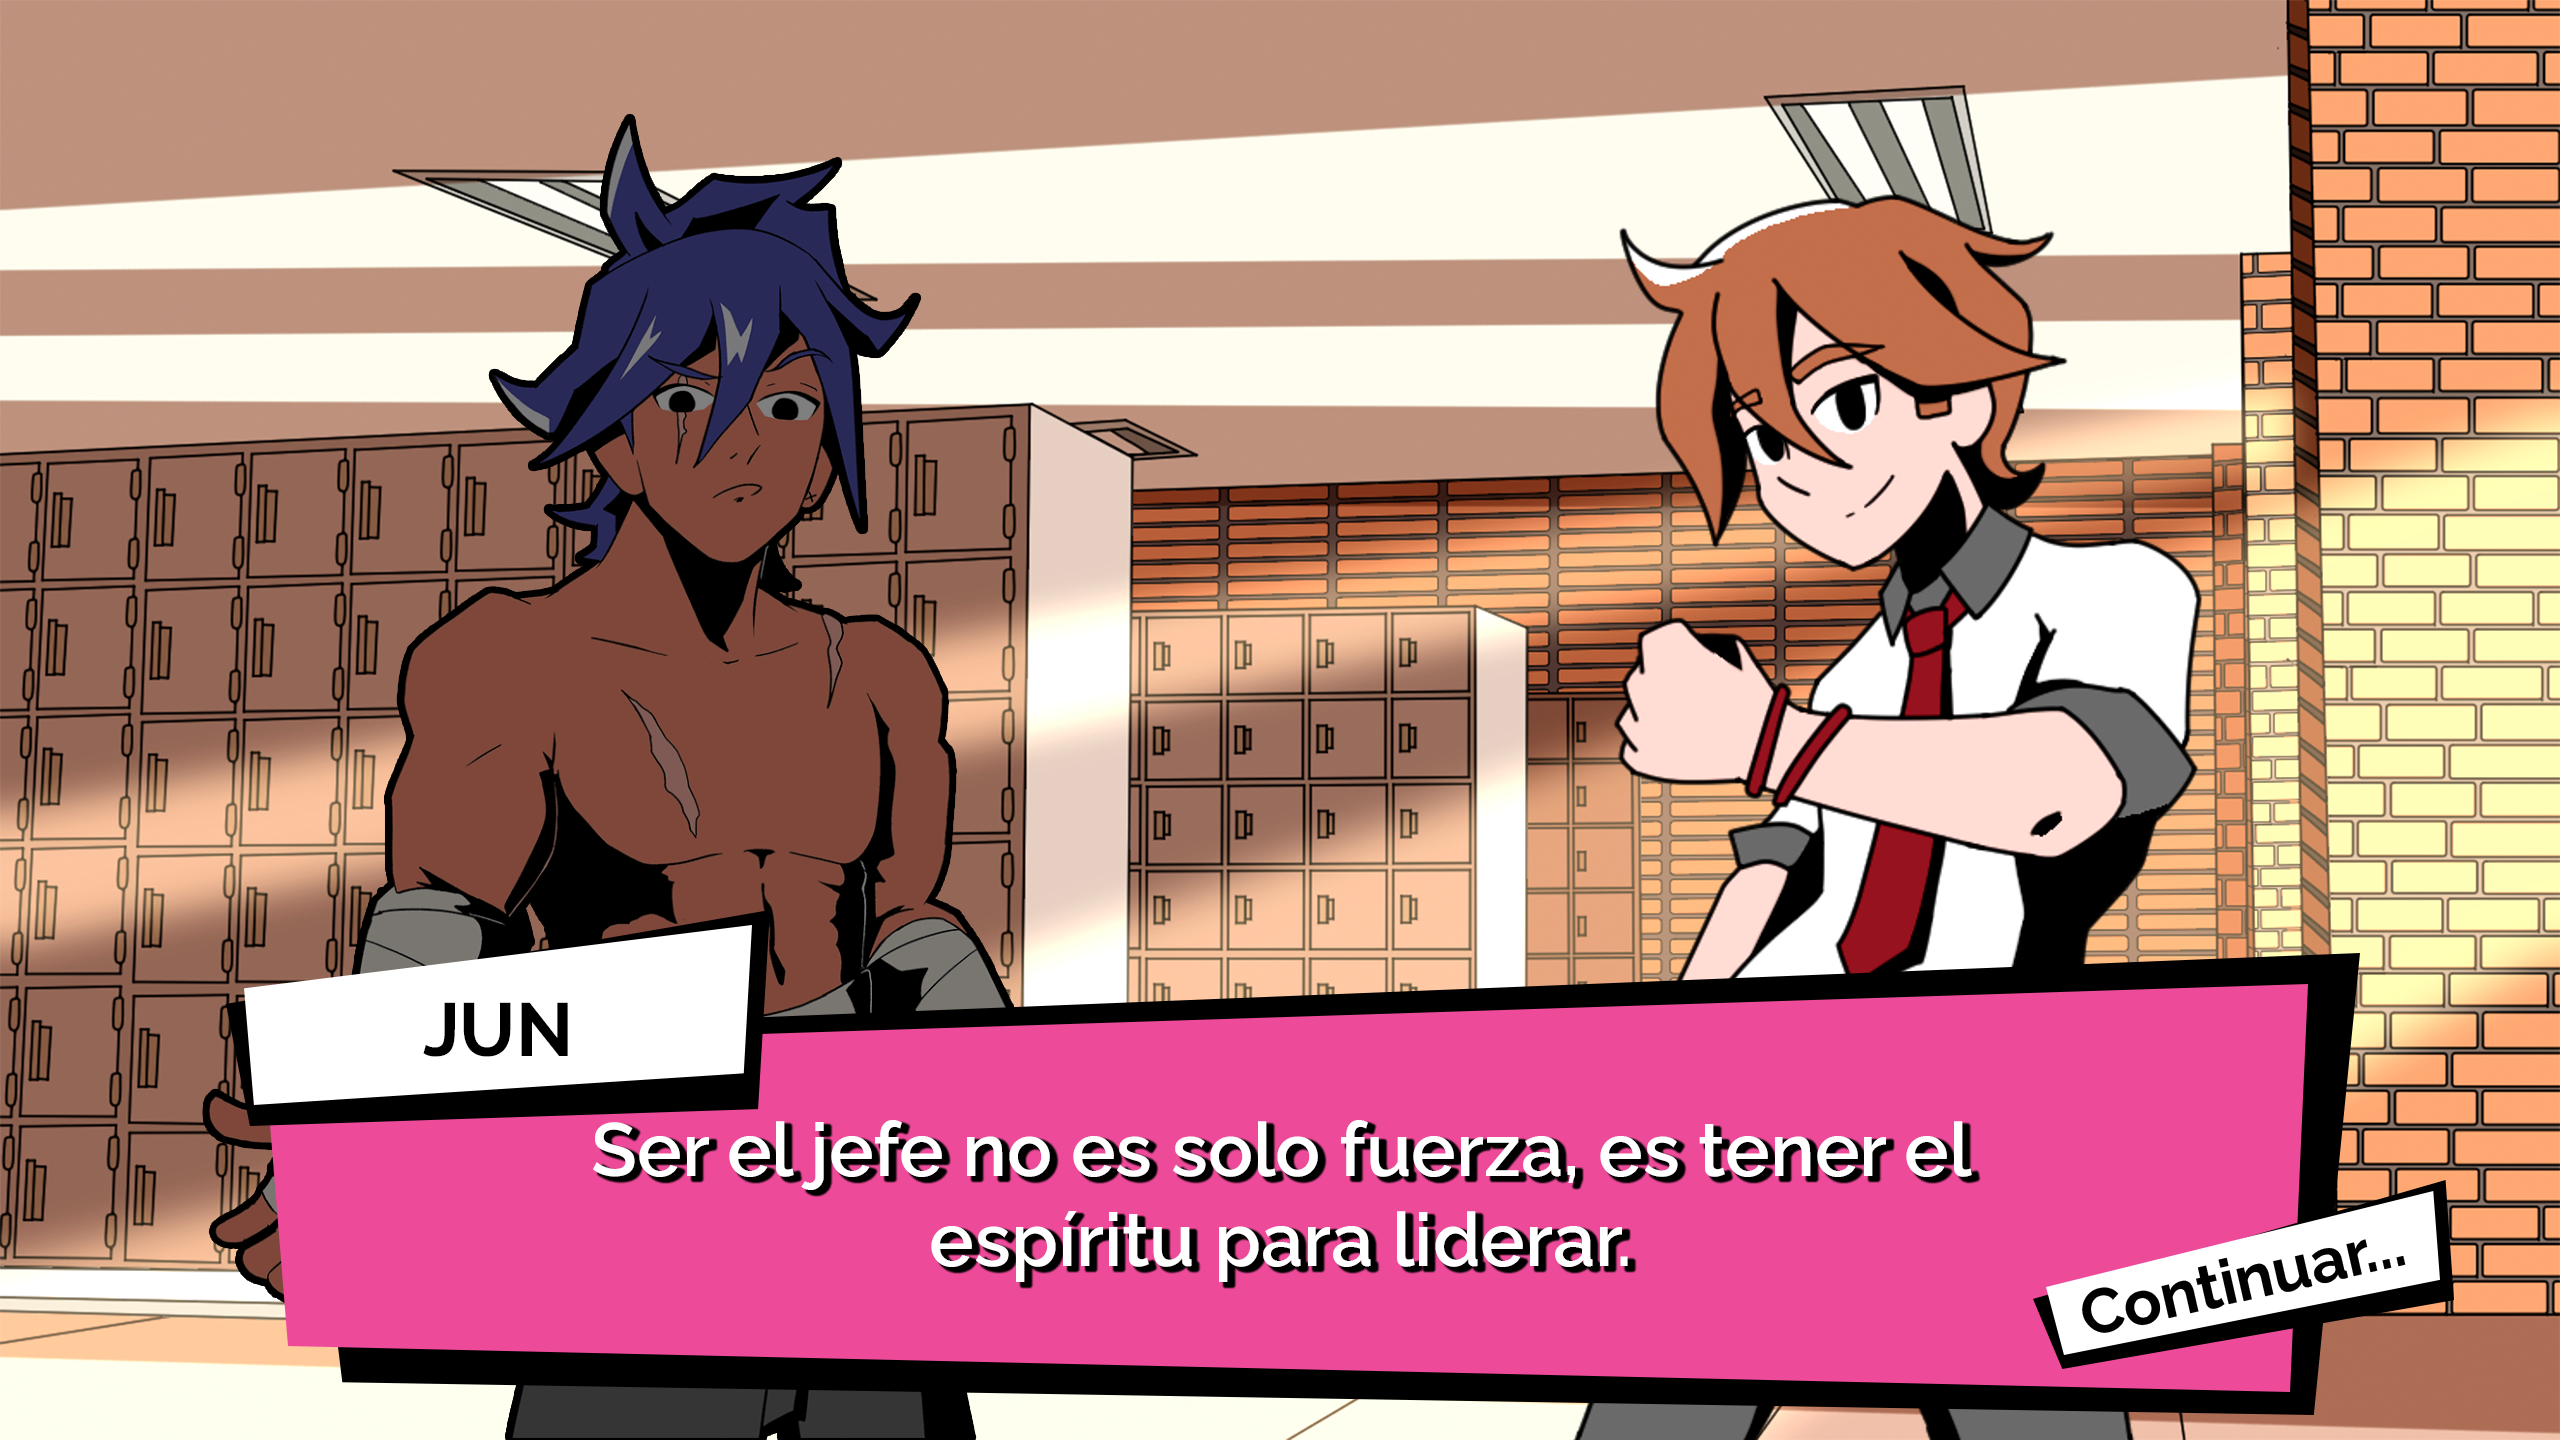 JUN
Ser el jefe no es solo fuerza, es tener el
espíritu para liderar.
Continuar...